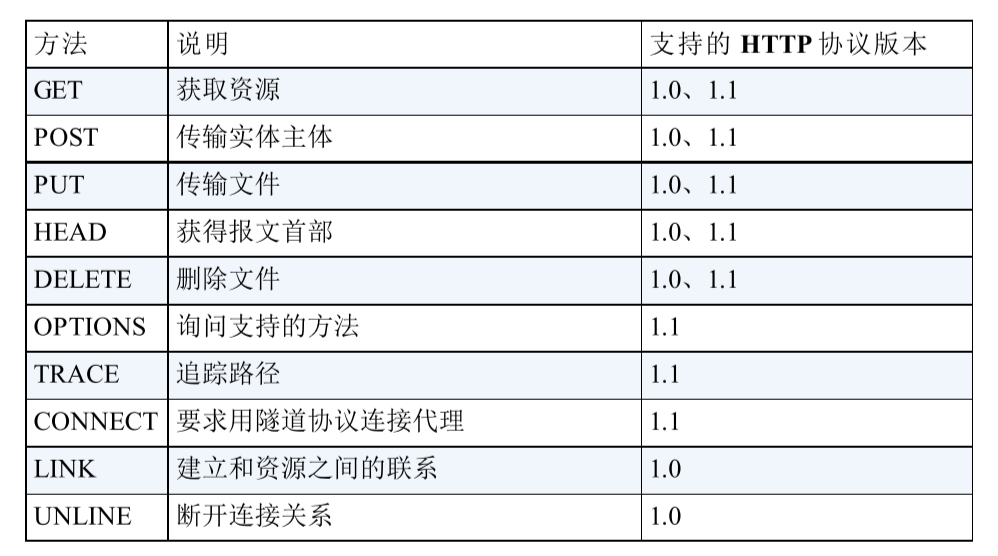 方法 说明 支持的 HTTP 协议版本
GET 获取资源 1.0、1.1
POST 传输实体主体 1.0、1.1
PUT 传输文件 1.0、1.1
HEAD 获得报文首部 1.0、1.1
DELETE 删除文件 1.0、1.1
OPTIONS 询问支持的方法 1.1
TRACE 追踪路径 1.1
CONNECT 要求用隧道协议连接代理 1.1
LINK 建立和资源之间的联系 1.0
UNLINE 断开连接关系 1.0